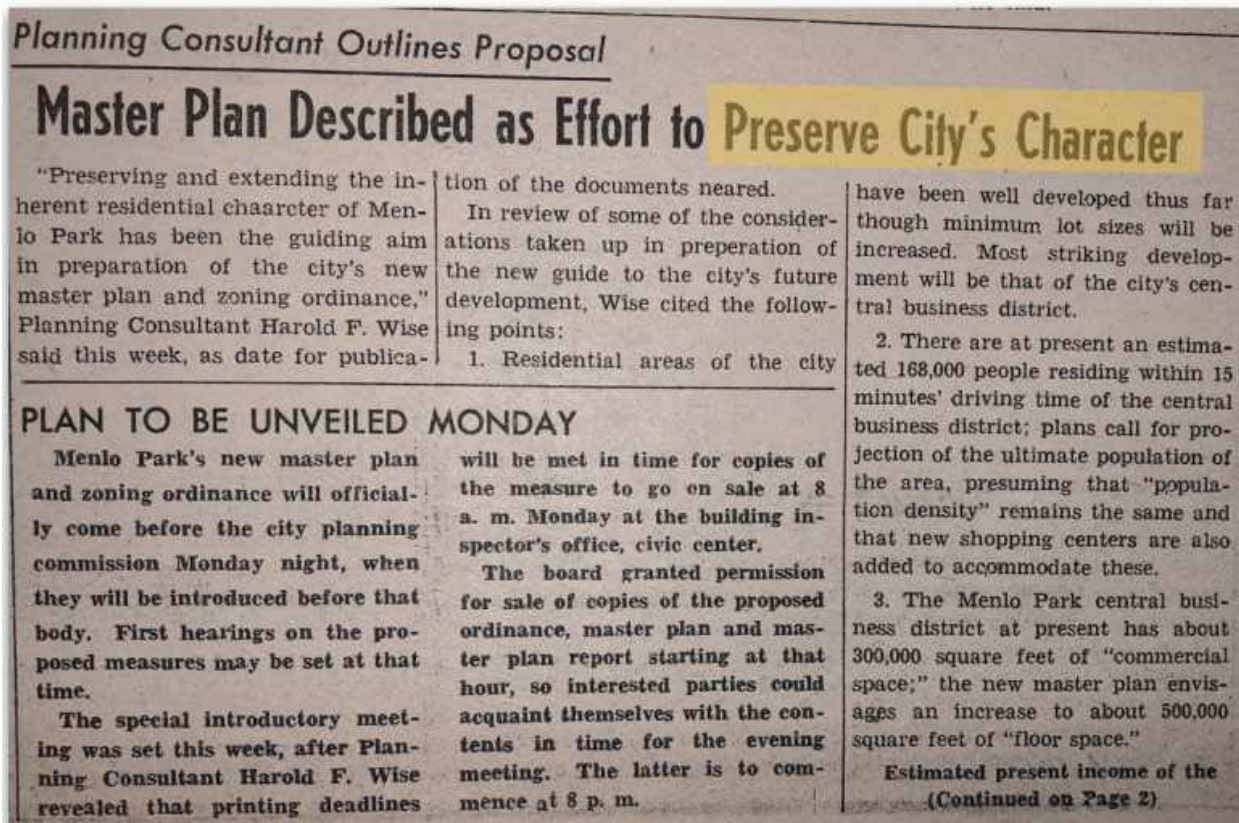 Planning Consultant Outlines Proposal
Master Plan Described as Effort to Preserve City's Character
"Preserving and extending the in-
herent residential chaarcter of Men-
lo Park has been the guiding aim
in preparation of the city's new
master plan and zoning ordinance,"
Planning Consultant Harold F. Wise
said this week, as date for publica-
tion of the documents neared.
In review of some of the consider-
ations taken up in preperation of
the new guide to the city's future
development, Wise cited the follow-
ing points:
1. Residential areas of the city
have been well developed thus far
though minimum lot sizes will be
increased. Most striking develop-
ment will be that of the city's cen-
tral business district.
2. There are at present an estima-
ted 168,000 people residing within 15
minutes' driving time of the central
business district; plans call for pro-
jection of the ultimate population of
the area, presuming that "popula-
tion density" remains the same and
that new shopping centers are also
added to accommodate these.
3. The Menlo Park central busi-
ness district at present has about
300,000 square feet of "commercial
space;" the new master plan envis-
ages an increase to about 500,000
square feet of "floor space."
Estimated present income of the
(Continued on Page 2)
PLAN TO BE UNVEILED MONDAY
Menlo Park's new master plan
and zoning ordinance will official-
ly come before the city planning
commission Monday night, when
they will be introduced before that
body. First hearings on the pro-
posed measures may be set at that
time.
The special introductory meet-
ing was set this week, after Plan-
ning Consultant Harold F. Wise
revealed that printing deadlines
will be met in time for copies of
the measure to go on sale at 8
a. m. Monday at the building in-
spector's office, civic center.
The board granted permission
for sale of copies of the proposed
ordinance, master plan and mas-
ter plan report starting at that
hour, so interested parties could
acquaint themselves with the con-
tents in time for the evening
meeting. The latter is to com-
mence at 8 p. m.